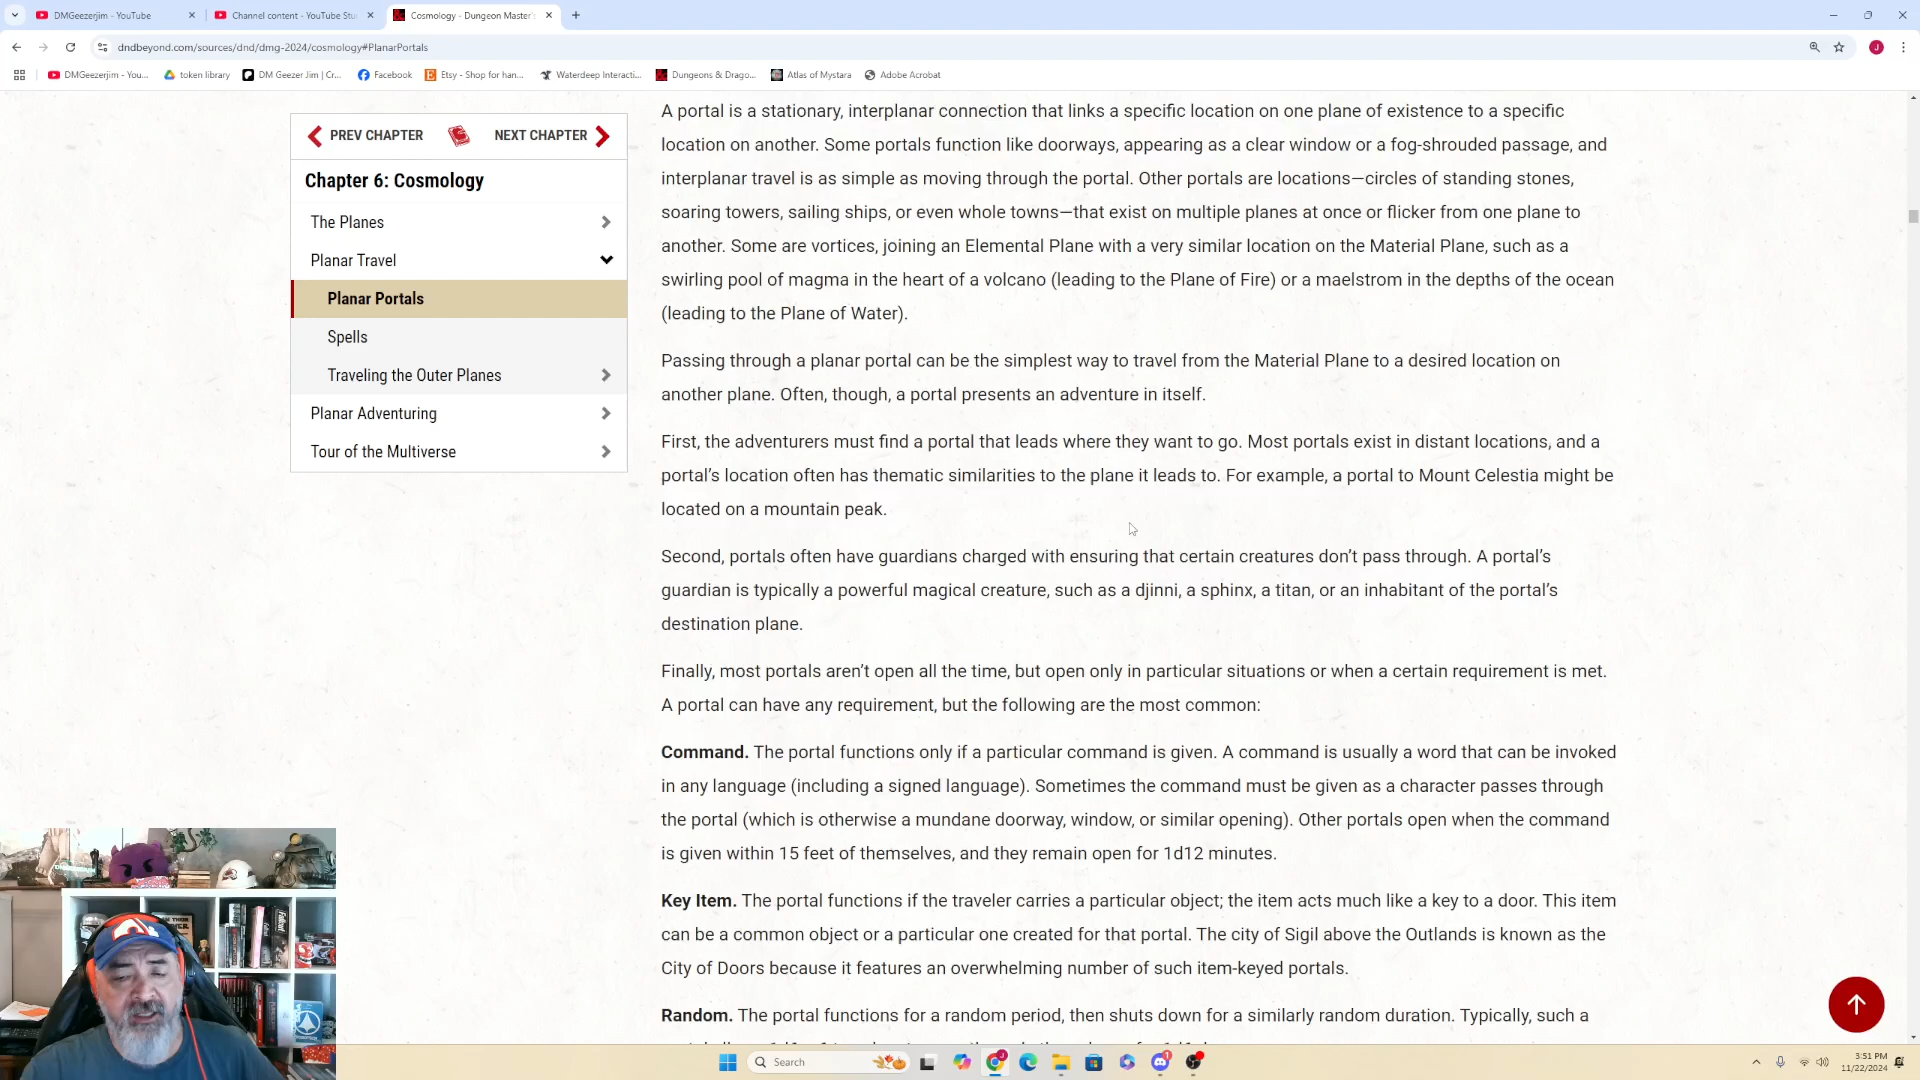 DMGeezerjim - YouTube
Channel content - YouTube Stu
Cosmology - Dungeon Master's
dndbeyond.com/sources/dnd/dmg-2024/cosmology#PlanarPortals
DMGeezerjim - You...
token library
DM Geezer Jim | Cr...
Facebook
Etsy - Shop for han...
Waterdeep Interacti...
Dungeons & Drago...
Atlas of Mystara
Adobe Acrobat
PREV CHAPTER
NEXT CHAPTER
Chapter 6: Cosmology
The Planes
Planar Travel
Planar Portals
Spells
Traveling the Outer Planes
Planar Adventuring
Tour of the Multiverse
A portal is a stationary, interplanar connection that links a specific location on one plane of existence to a specific
location on another. Some portals function like doorways, appearing as a clear window or a fog-shrouded passage, and
interplanar travel is as simple as moving through the portal. Other portals are locations—circles of standing stones,
soaring towers, sailing ships, or even whole towns—that exist on multiple planes at once or flicker from one plane to
another. Some are vortices, joining an Elemental Plane with a very similar location on the Material Plane, such as a
swirling pool of magma in the heart of a volcano (leading to the Plane of Fire) or a maelstrom in the depths of the ocean
(leading to the Plane of Water).
Passing through a planar portal can be the simplest way to travel from the Material Plane to a desired location on
another plane. Often, though, a portal presents an adventure in itself.
First, the adventurers must find a portal that leads where they want to go. Most portals exist in distant locations, and a
portal's location often has thematic similarities to the plane it leads to. For example, a portal to Mount Celestia might be
located on a mountain peak.
Second, portals often have guardians charged with ensuring that certain creatures don't pass through. A portal's
guardian is typically a powerful magical creature, such as a djinni, a sphinx, a titan, or an inhabitant of the portal's
destination plane.
Finally, most portals aren't open all the time, but open only in particular situations or when a certain requirement is met.
A portal can have any requirement, but the following are the most common:
Command. The portal functions only if a particular command is given. A command is usually a word that can be invoked
in any language (including a signed language). Sometimes the command must be given as a character passes through
the portal (which is otherwise a mundane doorway, window, or similar opening). Other portals open when the command
is given within 15 feet of themselves, and they remain open for 1d12 minutes.
Key Item. The portal functions if the traveler carries a particular object; the item acts much like a key to a door. This item
can be a common object or a particular one created for that portal. The city of Sigil above the Outlands is known as the
City of Doors because it features an overwhelming number of such item-keyed portals.
Random. The portal functions for a random period, then shuts down for a similarly random duration. Typically, such a
Search
3:51 PM
11/22/2024